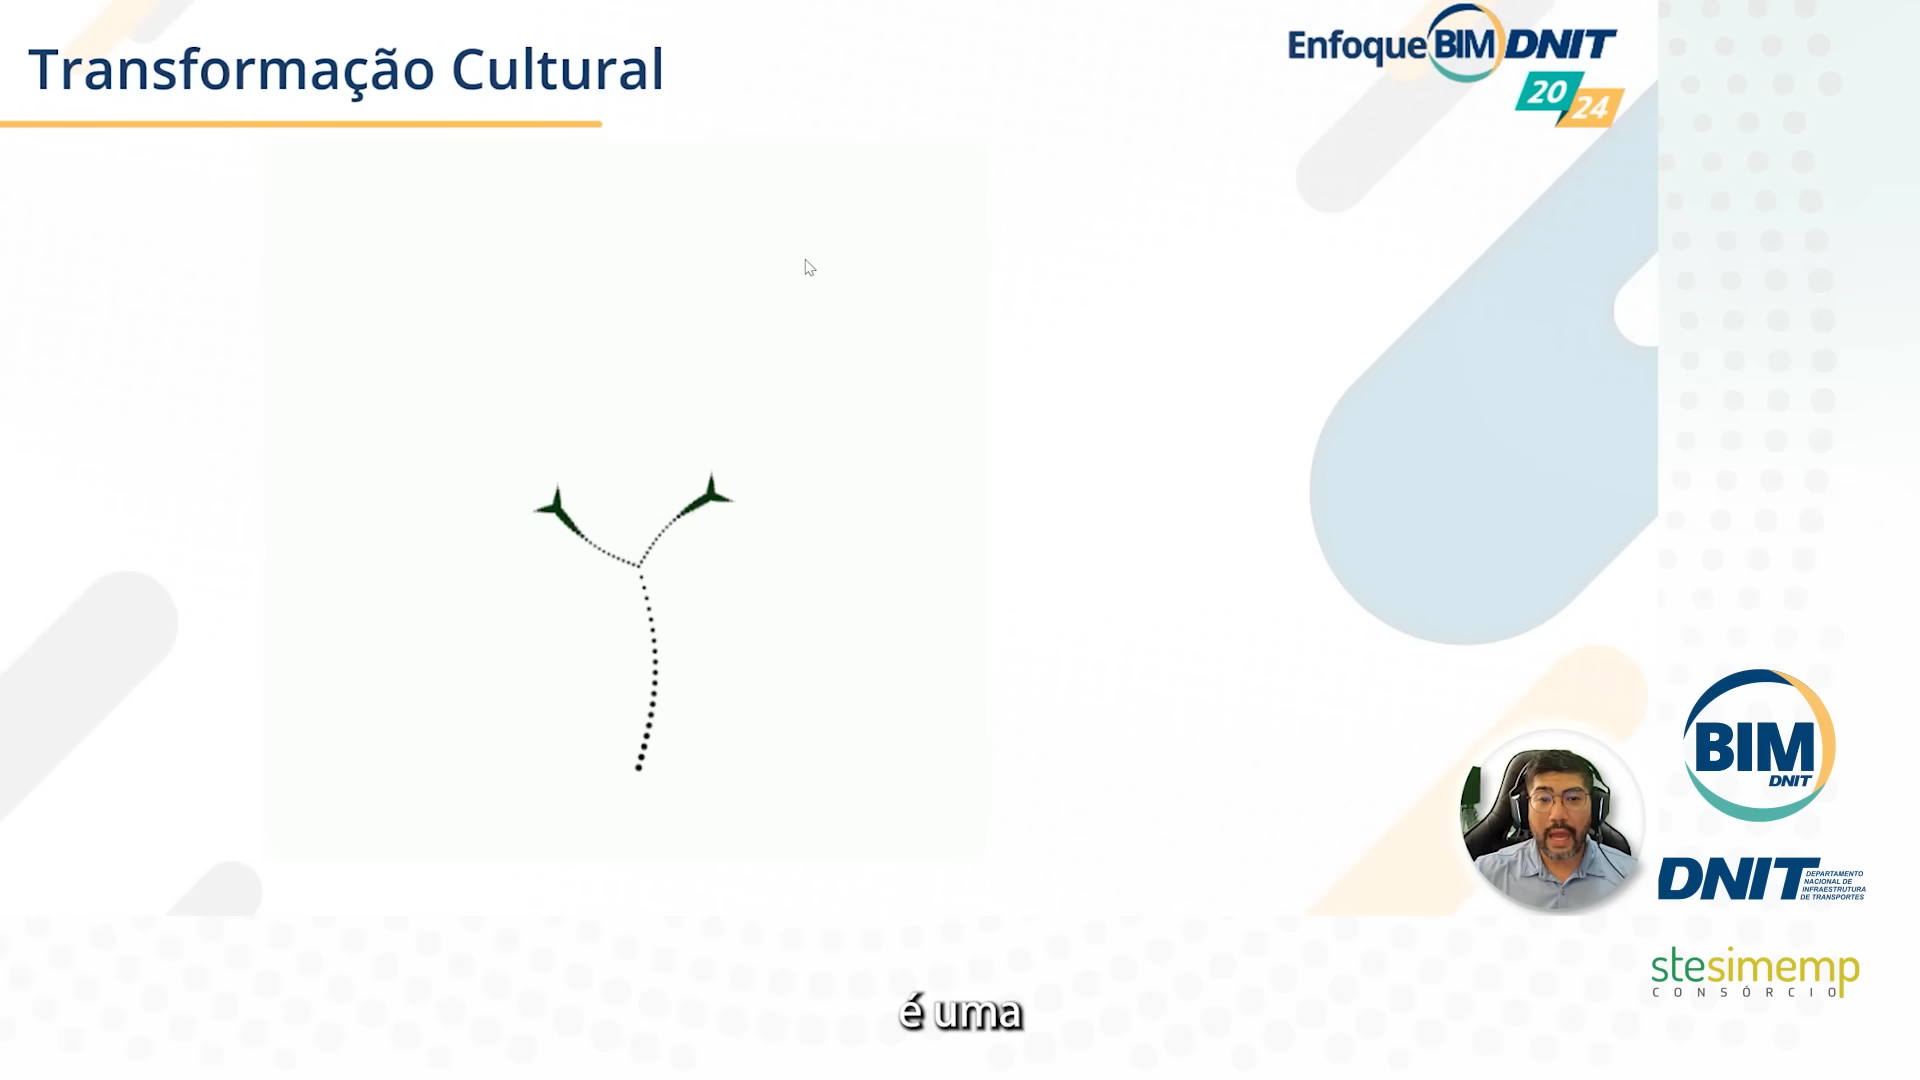 Transformação Cultural
Enfoque BIM DNIT
20
24
BIM
DNIT
DNIT
DEPARTAMENTO
NACIONAL DE
INFRAESTRUTURA
DE TRANSPORTES
stesimemp
CONSÓRCIO
é uma